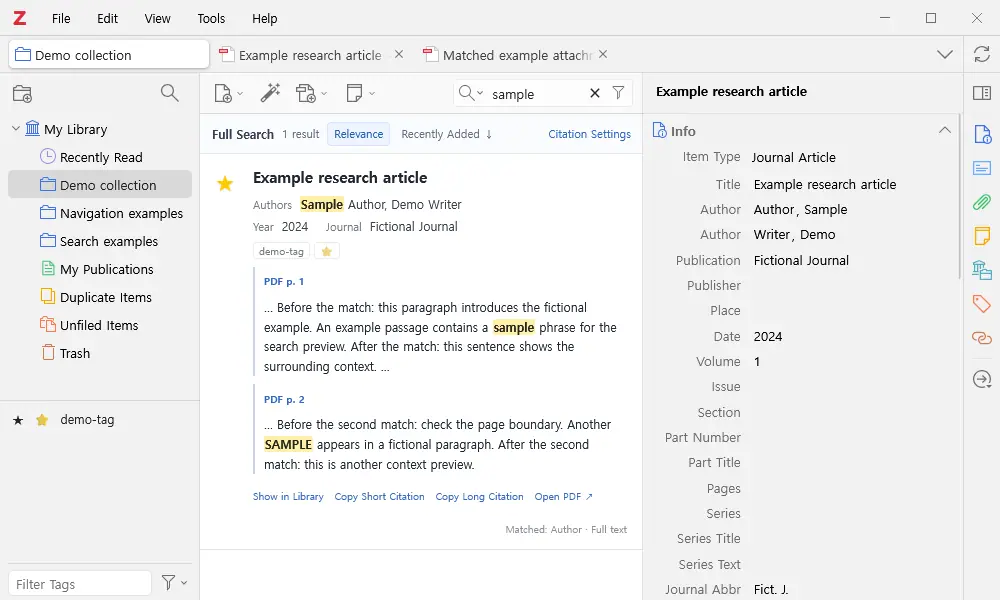 Z File Edit View Tools Help
Demo collection
Example research article
Matched example attachn
My Library
Recently Read
Demo collection
Navigation examples
Search examples
My Publications
Duplicate Items
Unfiled Items
Trash
demo-tag
Filter Tags
sample
Full Search 1 result Relevance Recently Added ↓ Citation Settings
Example research article
Authors Sample Author, Demo Writer
Year 2024 Journal Fictional Journal
demo-tag
PDF p. 1
... Before the match: this paragraph introduces the fictional
example. An example passage contains a sample phrase for the
search preview. After the match: this sentence shows the
surrounding context. ...
PDF p. 2
... Before the second match: check the page boundary. Another
SAMPLE appears in a fictional paragraph. After the second
match: this is another context preview.
Show in Library Copy Short Citation Copy Long Citation Open PDF ↗
Matched: Author · Full text
Example research article
Info
Item Type Journal Article
Title Example research article
Author Author, Sample
Author Writer, Demo
Publication Fictional Journal
Publisher
Place
Date 2024
Volume 1
Issue
Section
Part Number
Part Title
Pages
Series
Series Title
Series Text
Journal Abbr Fict. J.